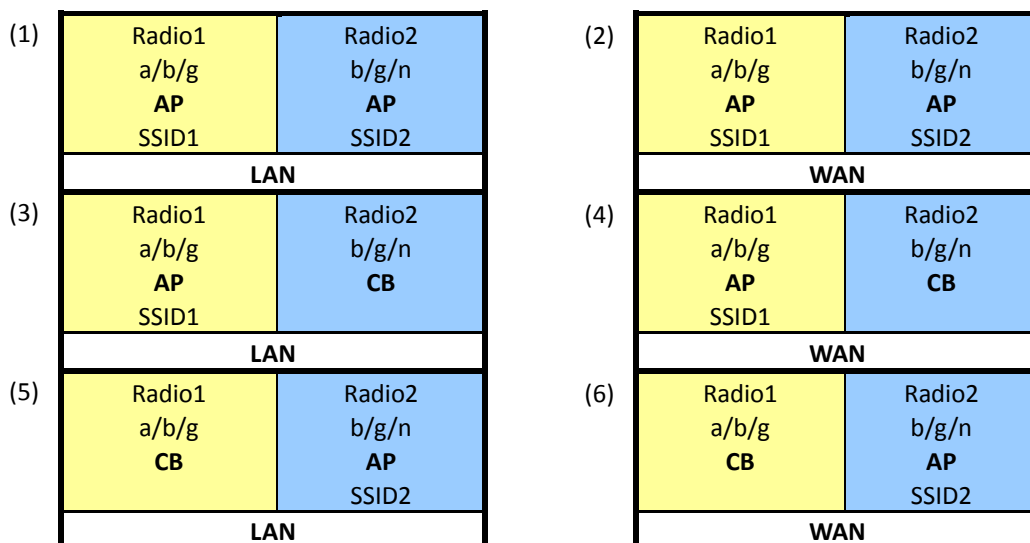 (1)
Radio1
a/b/g
AP
SSID1
Radio2
b/g/n
AP
SSID2
LAN
(2)
Radio1
a/b/g
AP
SSID1
Radio2
b/g/n
AP
SSID2
WAN
(3)
Radio1
a/b/g
AP
SSID1
Radio2
b/g/n
CB
LAN
(4)
Radio1
a/b/g
AP
SSID1
Radio2
b/g/n
CB
WAN
(5)
Radio1
a/b/g
CB
Radio2
b/g/n
AP
SSID2
LAN
(6)
Radio1
a/b/g
CB
Radio2
b/g/n
AP
SSID2
WAN